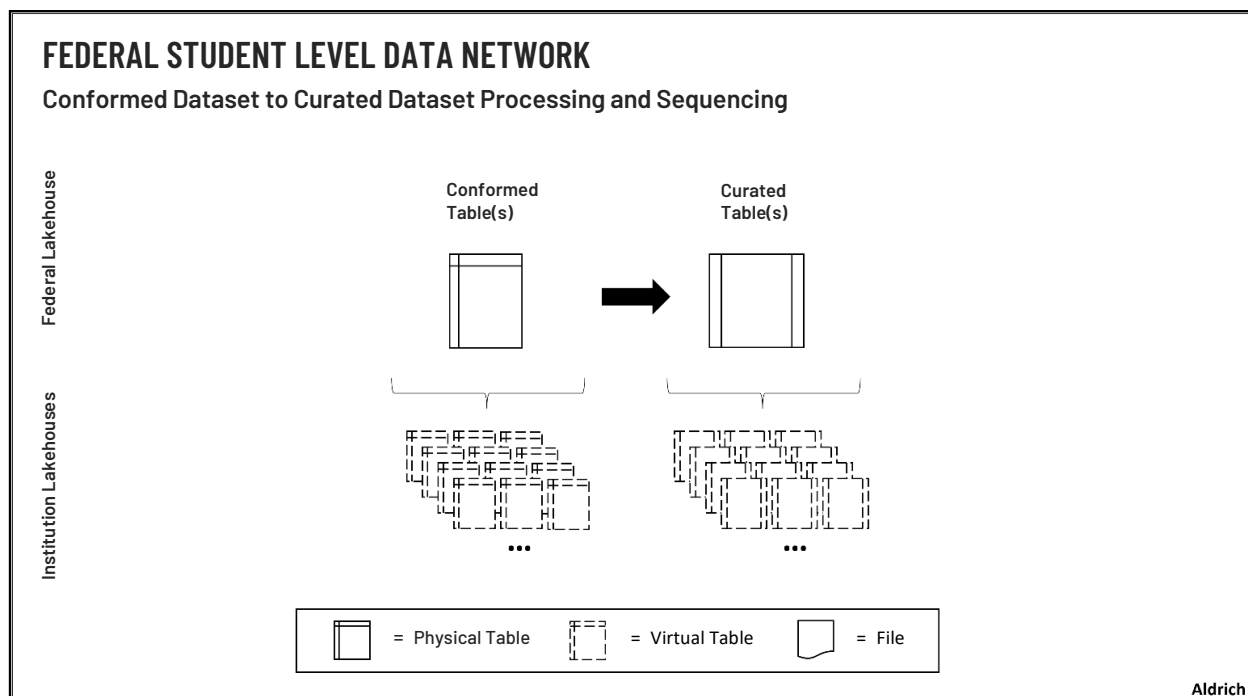 FEDERAL STUDENT LEVEL DATA NETWORK
Conformed Dataset to Curated Dataset Processing and Sequencing
Federal Lakehouse
Conformed
Table(s)
Curated
Table(s)
Institution Lakehouses
...
...
= Physical Table
= Virtual Table
= File
Aldrich